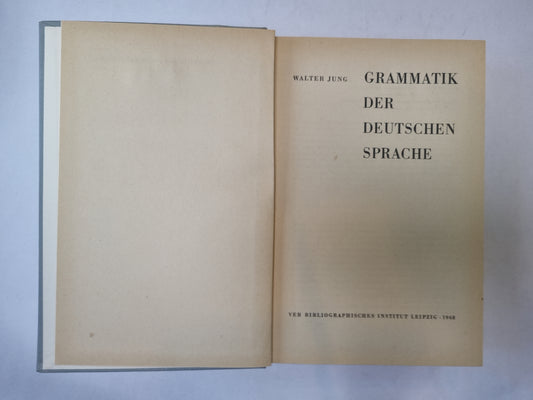 WALTER JUNG GRAMMATIK
DER
DEUTSCHEN
SPRACHE
VEB BIBLIOGRAPHISCHES INSTITUT LEIPZIG · 1968